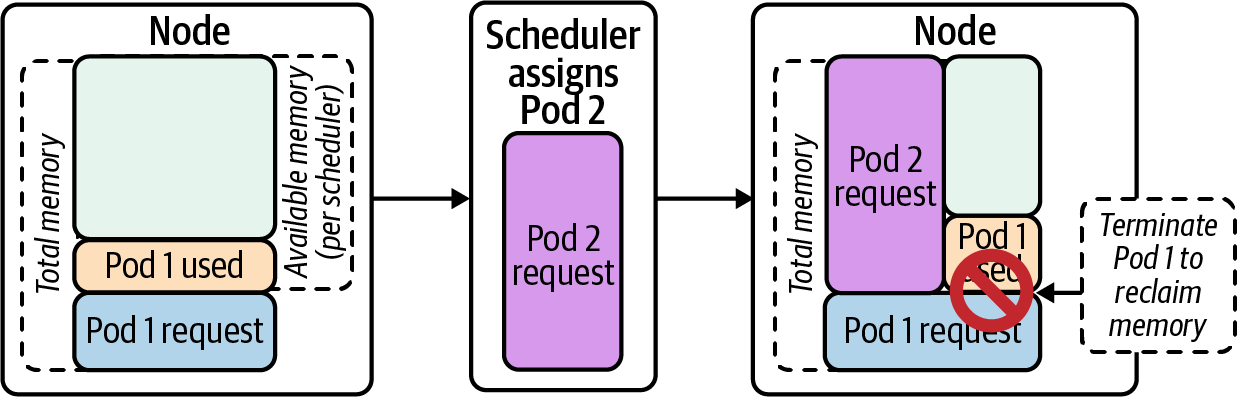 Node
Total memory
Available memory
(per scheduler)
Pod 1 used
Pod 1 request
Scheduler
assigns
Pod 2
Pod 2
request
Node
Total memory
Pod 2
request
Pod 1
used
Pod 1 request
Terminate
Pod 1 to
reclaim
memory